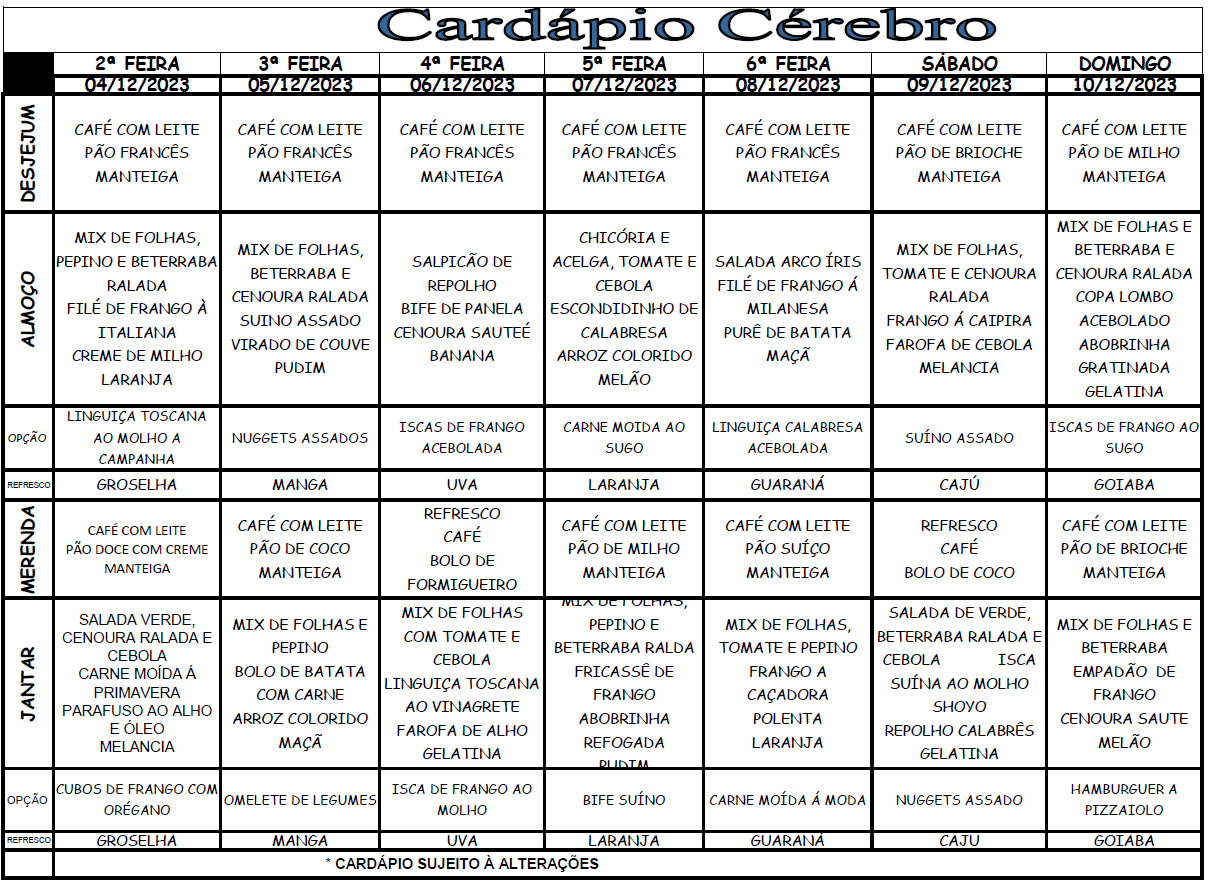 Cardápio Cérebro
2ª FEIRA
3ª FEIRA
4ª FEIRA
5ª FEIRA
6ª FEIRA
SÁBADO
DOMINGO
04/12/2023
05/12/2023
06/12/2023
07/12/2023
08/12/2023
09/12/2023
10/12/2023
DESJEJUM
CAFÉ COM LEITE
PÃO FRANCÊS
MANTEIGA
CAFÉ COM LEITE
PÃO FRANCÊS
MANTEIGA
CAFÉ COM LEITE
PÃO FRANCÊS
MANTEIGA
CAFÉ COM LEITE
PÃO FRANCÊS
MANTEIGA
CAFÉ COM LEITE
PÃO FRANCÊS
MANTEIGA
CAFÉ COM LEITE
PÃO DE BRIOCHE
MANTEIGA
CAFÉ COM LEITE
PÃO DE MILHO
MANTEIGA
ALMOÇO
MIX DE FOLHAS,
PEPINO E BETERRABA
RALADA
FILÉ DE FRANGO À
ITALIANA
CREME DE MILHO
LARANJA
MIX DE FOLHAS,
BETERRABA E
CENOURA RALADA
SUINO ASSADO
VIRADO DE COUVE
PUDIM
SALPICÃO DE
REPOLHO
BIFE DE PANELA
CENOURA SAUTEÉ
BANANA
CHICÓRIA E
ACELGA, TOMATE E
CEBOLA
ESCONDIDINHO DE
CALABRESA
ARROZ COLORIDO
MELÃO
SALADA ARCO ÍRIS
FILÉ DE FRANGO Á
MILANESA
PURÊ DE BATATA
MAÇÃ
MIX DE FOLHAS,
TOMATE E CENOURA
RALADA
FRANGO Á CAIPIRA
FAROFA DE CEBOLA
MELANCIA
MIX DE FOLHAS E
BETERRABA E
CENOURA RALADA
COPA LOMBO
ACEBOLADO
ABOBRINHA
GRATINADA
GELATINA
OPÇÃO
LINGUIÇA TOSCANA
AO MOLHO A
CAMPANHA
NUGGETS ASSADOS
ISCAS DE FRANGO
ACEBOLADA
CARNE MOIDA AO
SUGO
LINGUIÇA CALABRESA
ACEBOLADA
SUÍNO ASSADO
ISCAS DE FRANGO AO
SUGO
REFRESCO
GROSELHA
MANGA
UVA
LARANJA
GUARANÁ
CAJÚ
GOIABA
MERENDA
CAFÉ COM LEITE
PÃO DOCE COM CREME
MANTEIGA
CAFÉ COM LEITE
PÃO DE COCO
MANTEIGA
REFRESCO
CAFÉ
BOLO DE
FORMIGUEIRO
CAFÉ COM LEITE
PÃO DE MILHO
MANTEIGA
CAFÉ COM LEITE
PÃO SUÍÇO
MANTEIGA
REFRESCO
CAFÉ
BOLO DE COCO
CAFÉ COM LEITE
PÃO DE BRIOCHE
MANTEIGA
JANTAR
SALADA VERDE,
CENOURA RALADA E
CEBOLA
CARNE MOÍDA Á
PRIMAVERA
PARAFUSO AO ALHO
E ÓLEO
MELANCIA
MIX DE FOLHAS E
PEPINO
BOLO DE BATATA
COM CARNE
ARROZ COLORIDO
MAÇÃ
MIX DE FOLHAS
COM TOMATE E
CEBOLA
LINGUIÇA TOSCANA
AO VINAGRETE
FAROFA DE ALHO
GELATINA
MIX DE FOLHAS,
PEPINO E
BETERRABA RALDA
FRICASSÊ DE
FRANGO
ABOBRINHA
REFOGADA
PUDIM
MIX DE FOLHAS,
TOMATE E PEPINO
FRANGO A
CAÇADORA
POLENTA
LARANJA
SALADA DE VERDE,
BETERRABA RALADA E
CEBOLA ISCA
SUÍNA AO MOLHO
SHOYO
REPOLHO CALABRÊS
GELATINA
MIX DE FOLHAS E
BETERRABA
EMPADÃO DE
FRANGO
CENOURA SAUTE
MELÃO
OPÇÃO
CUBOS DE FRANGO COM
ORÉGANO
OMELETE DE LEGUMES
ISCA DE FRANGO AO
MOLHO
BIFE SUÍNO
CARNE MOÍDA Á MODA
NUGGETS ASSADO
HAMBURGUER A
PIZZAIOLO
REFRESCO
GROSELHA
MANGA
UVA
LARANJA
GUARANÁ
CAJU
GOIABA
* CARDÁPIO SUJEITO À ALTERAÇÕES